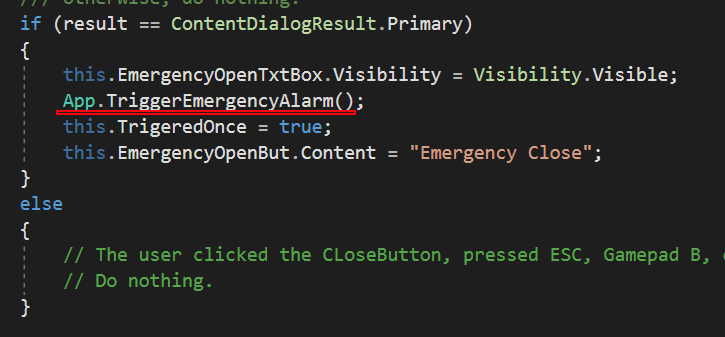 /// Otherwise, do nothing.
if (result == ContentDialogResult.Primary)
{
this.EmergencyOpenTxtBox.Visibility = Visibility.Visible;
App.TriggerEmergencyAlarm();
this.TrigeredOnce = true;
this.EmergencyOpenBut.Content = "Emergency Close";
}
else
{
// The user clicked the CLoseButton, pressed ESC, Gamepad B,
// Do nothing.
}